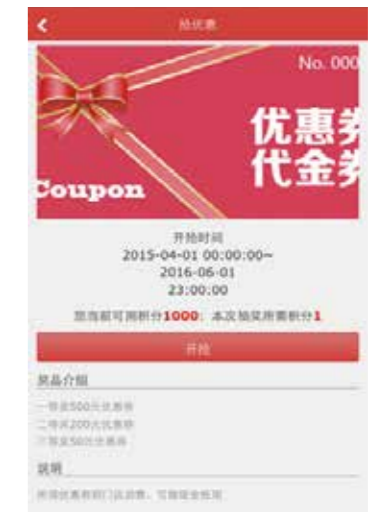 抢优惠
No. 000
优惠券
代金券
Coupon
开抢时间
2015-04-01 00:00:00~
2016-06-01
23:00:00
您当前可用积分1000；本次抽奖所需积分1
开抢
奖品介绍
一等奖500元优惠券
二等奖200元优惠券
三等奖50元优惠券
说明